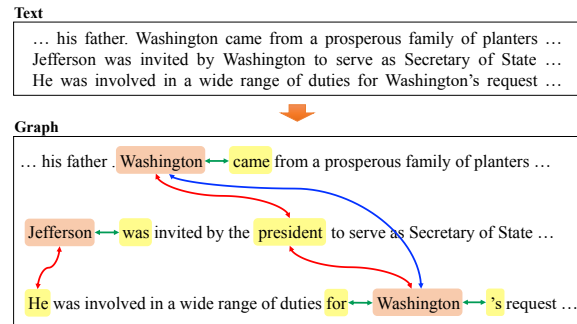 Text
... his father. Washington came from a prosperous family of planters ...
Jefferson was invited by Washington to serve as Secretary of State ...
He was involved in a wide range of duties for Washington's request ...
Graph
... his father . Washington came from a prosperous family of planters ...
Jefferson was invited by the president to serve as Secretary of State ...
He was involved in a wide range of duties for Washington 's request ...